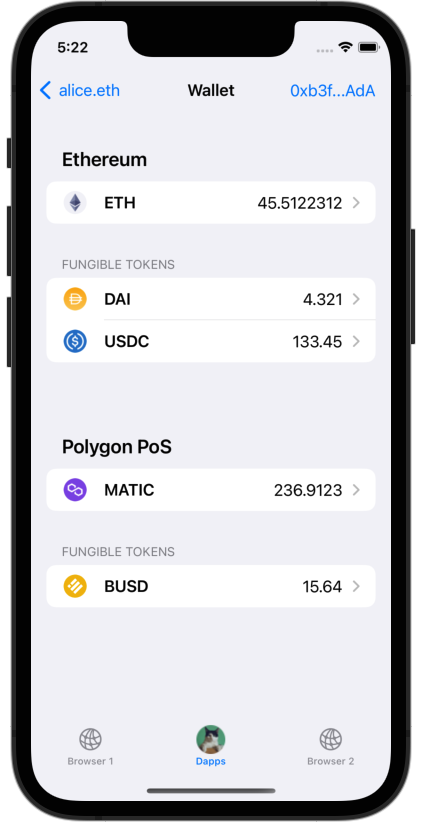 5:22
alice.eth Wallet 0xb3f...AdA
Ethereum
ETH 45.5122312
FUNGIBLE TOKENS
DAI 4.321
USDC 133.45
Polygon PoS
MATIC 236.9123
FUNGIBLE TOKENS
BUSD 15.64
Browser 1 Dapps Browser 2